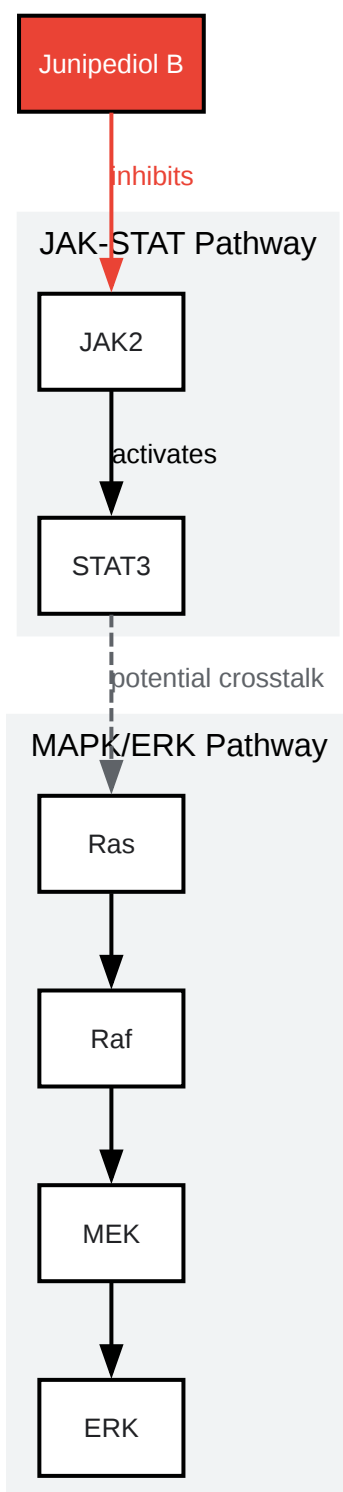 Junipediol B
inhibits
JAK-STAT Pathway
JAK2
activates
STAT3
potential crosstalk
MAPK/ERK Pathway
Ras
Raf
MEK
ERK